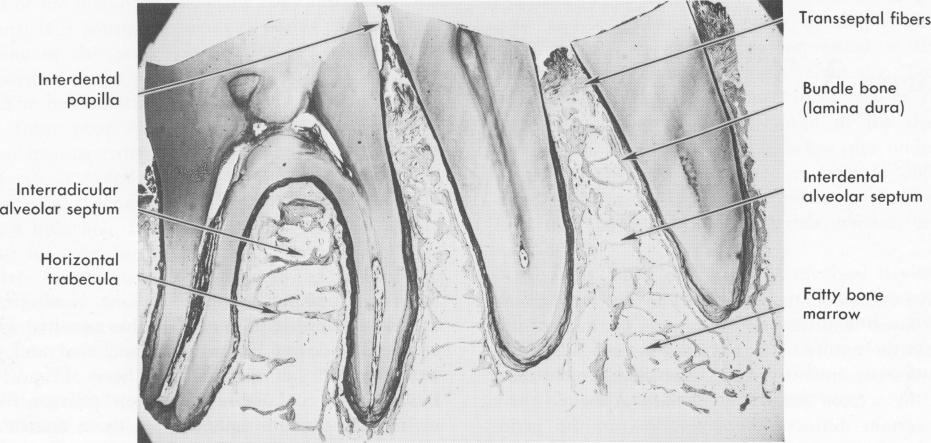 Interdental
papilla
Interradicular
alveolar septum
Horizontal
trabecula
Transseptal fibers
Bundle bone
(lamina dura)
Interdental
alveolar septum
Fatty bone
marrow